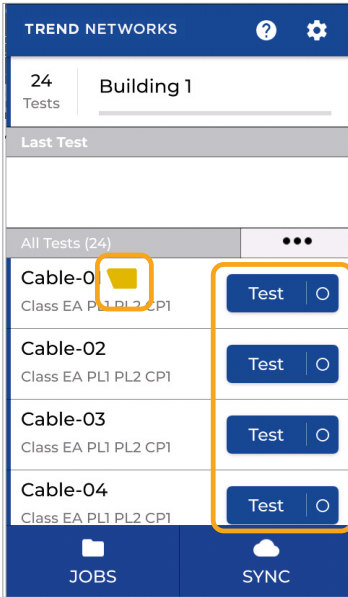 TREND NETWORKS ?
24
Tests
Building 1
Last Test
All Tests (24)
•••
Cable-01
Class EA PL1 PL2 CP1
Test
Cable-02
Class EA PL1 PL2 CP1
Test
Cable-03
Class EA PL1 PL2 CP1
Test
Cable-04
Class EA PL1 PL2 CP1
Test
JOBS
SYNC